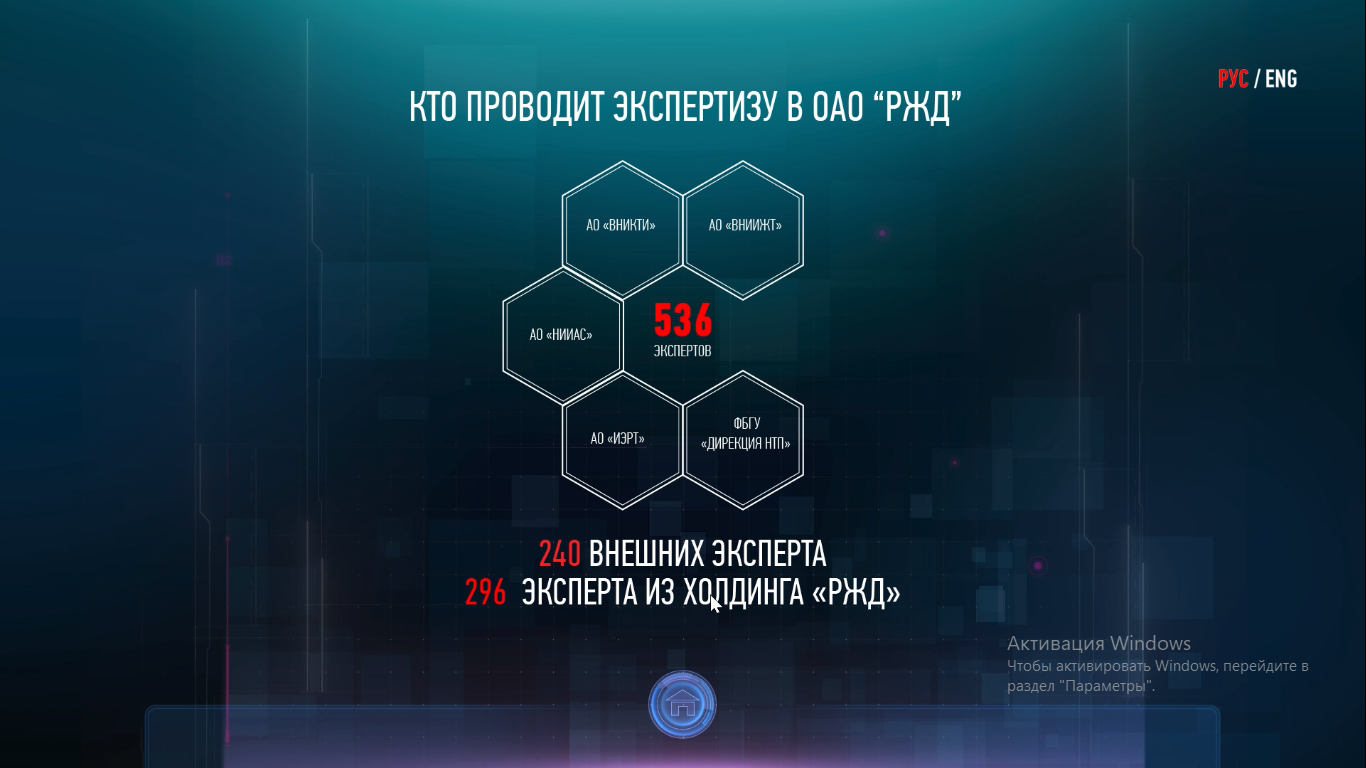 РУС / ENG
КТО ПРОВОДИТ ЭКСПЕРТИЗУ В ОАО “РЖД”
АО «ВНИКТИ»
АО «ВНИИЖТ»
АО «НИИАС»
536
ЭКСПЕРТОВ
АО «ИЭРТ»
ФБГУ
«ДИРЕКЦИЯ НТП»
240 ВНЕШНИХ ЭКСПЕРТА
296 ЭКСПЕРТА ИЗ ХОЛДИНГА «РЖД»
Активация Windows
Чтобы активировать Windows, перейдите в
раздел "Параметры".